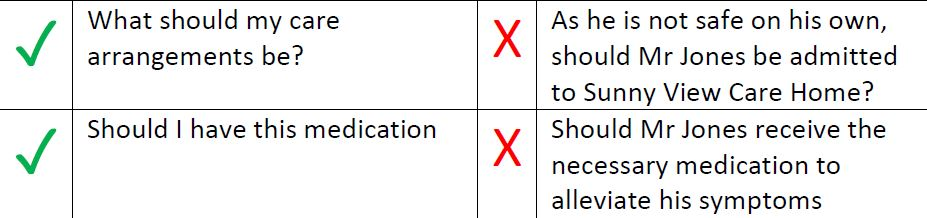 What should my care
arrangements be?
As he is not safe on his own,
should Mr Jones be admitted
to Sunny View Care Home?
Should I have this medication
Should Mr Jones receive the
necessary medication to
alleviate his symptoms